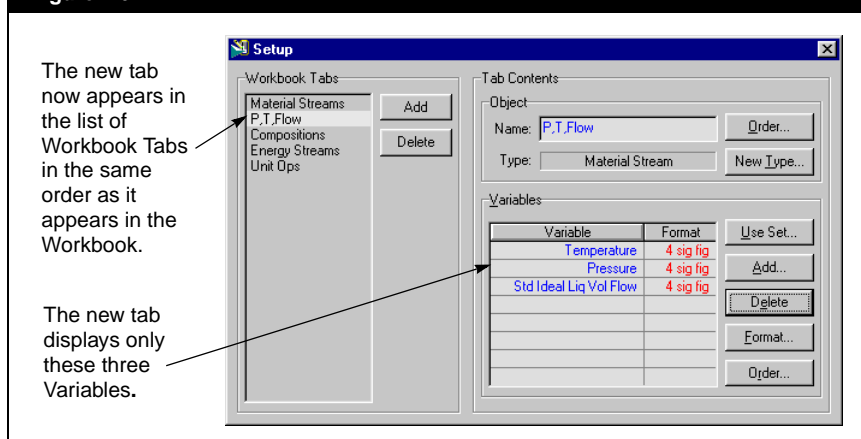 Setup
The new tab
now appears in
the list of
Workbook Tabs
in the same
order as it
appears in the
Workbook.
The new tab
displays only
these three
Variables.
Workbook Tabs
Material Streams
P,T,Flow
Compositions
Energy Streams
Unit Ops
Add
Delete
Tab Contents
Object
Name: P,T,Flow
Order...
Type: Material Stream
New Type...
Variables
Variable Format
Temperature 4 sig fig
Pressure 4 sig fig
Std Ideal Liq Vol Flow 4 sig fig
Use Set...
Add...
Delete
Format...
Order...